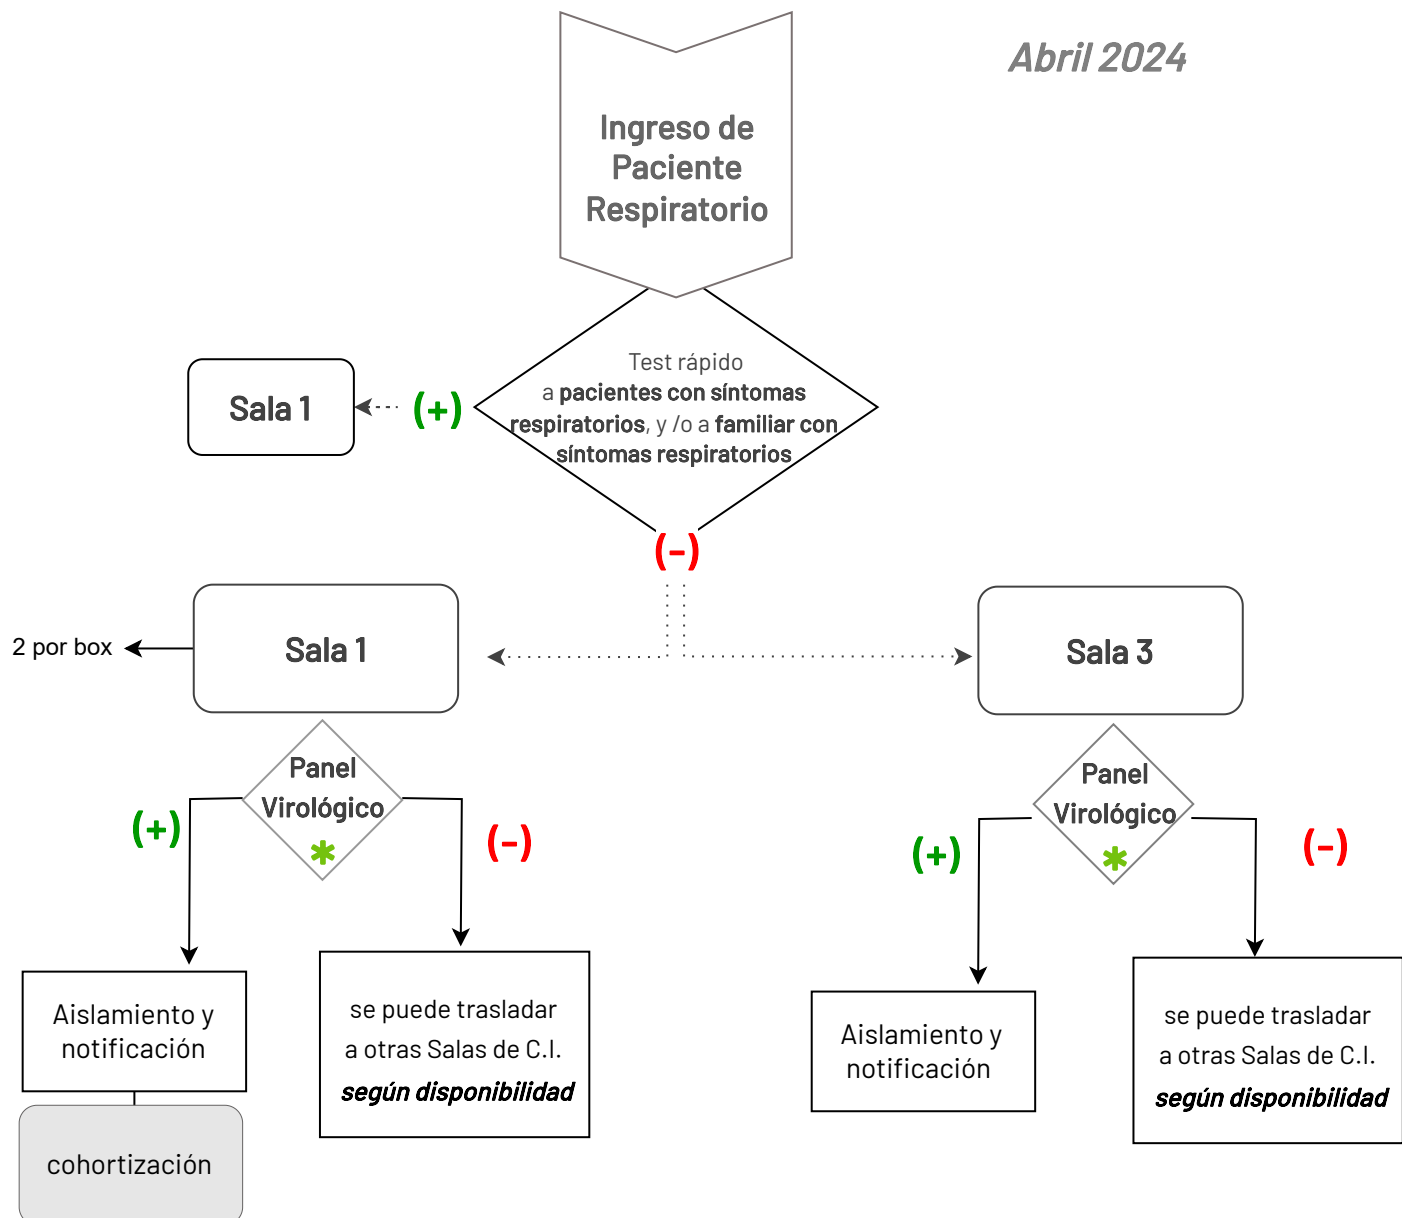 Abril 2024
Ingreso de
Paciente
Respiratorio
Test rápido
a pacientes con síntomas
respiratorios, y /o a familiar con
síntomas respiratorios
Sala 1
(+)
(-)
2 por box
Sala 1
Sala 3
Panel
Virológico
*
(+)
(-)
Panel
Virológico
*
(+)
(-)
Aislamiento y
notificación
se puede trasladar
a otras Salas de C.I.
según disponibilidad
Aislamiento y
notificación
se puede trasladar
a otras Salas de C.I.
según disponibilidad
cohortización